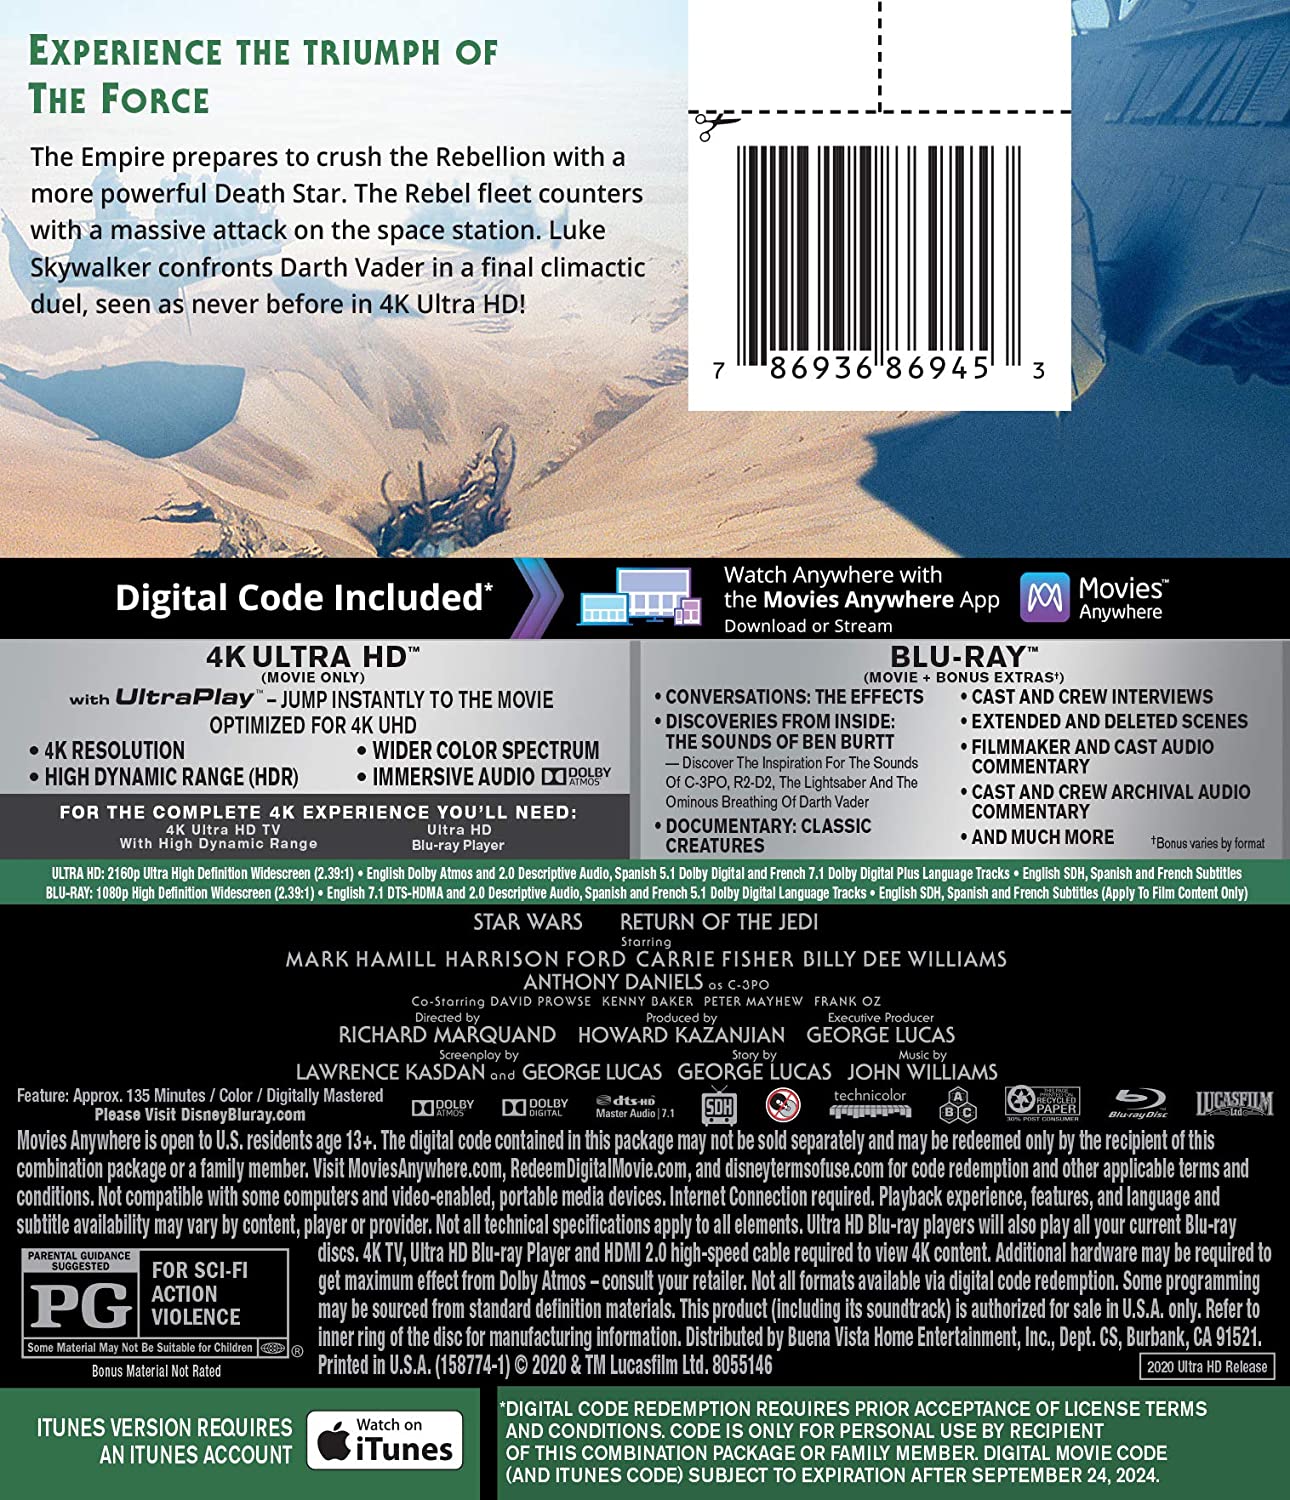 EXPERIENCE THE TRIUMPH OF
THE FORCE
The Empire prepares to crush the Rebellion with a
more powerful Death Star. The Rebel fleet counters
with a massive attack on the space station. Luke
Skywalker confronts Darth Vader in a final climactic
duel, seen as never before in 4K Ultra HD!
7 86936 86945 3
Digital Code Included*
Watch Anywhere with
the Movies Anywhere App
Download or Stream
Movies™
Anywhere
4K ULTRA HD™
(MOVIE ONLY)
with UltraPlay™ – JUMP INSTANTLY TO THE MOVIE
OPTIMIZED FOR 4K UHD
• 4K RESOLUTION
• HIGH DYNAMIC RANGE (HDR)
• WIDER COLOR SPECTRUM
• IMMERSIVE AUDIO DOLBY ATMOS
FOR THE COMPLETE 4K EXPERIENCE YOU'LL NEED:
4K Ultra HD TV
With High Dynamic Range
Ultra HD
Blu-ray Player
BLU-RAY™
(MOVIE + BONUS EXTRAS†)
• CONVERSATIONS: THE EFFECTS
• DISCOVERIES FROM INSIDE:
THE SOUNDS OF BEN BURTT
— Discover The Inspiration For The Sounds
Of C-3PO, R2-D2, The Lightsaber And The
Ominous Breathing Of Darth Vader
• DOCUMENTARY: CLASSIC
CREATURES
• CAST AND CREW INTERVIEWS
• EXTENDED AND DELETED SCENES
• FILMMAKER AND CAST AUDIO
COMMENTARY
• CAST AND CREW ARCHIVAL AUDIO
COMMENTARY
• AND MUCH MORE
†Bonus varies by format
ULTRA HD: 2160p Ultra High Definition Widescreen (2.39:1) • English Dolby Atmos and 2.0 Descriptive Audio, Spanish 5.1 Dolby Digital and French 7.1 Dolby Digital Plus Language Tracks • English SDH, Spanish and French Subtitles
BLU-RAY: 1080p High Definition Widescreen (2.39:1) • English 7.1 DTS-HDMA and 2.0 Descriptive Audio, Spanish and French 5.1 Dolby Digital Language Tracks • English SDH, Spanish and French Subtitles (Apply To Film Content Only)
STAR WARS RETURN OF THE JEDI
Starring
MARK HAMILL HARRISON FORD CARRIE FISHER BILLY DEE WILLIAMS
ANTHONY DANIELS as C-3PO
Co-Starring DAVID PROWSE KENNY BAKER PETER MAYHEW FRANK OZ
Directed by Produced by Executive Producer
RICHARD MARQUAND HOWARD KAZANJIAN GEORGE LUCAS
Screenplay by Story by Music by
LAWRENCE KASDAN and GEORGE LUCAS GEORGE LUCAS JOHN WILLIAMS
Feature: Approx. 135 Minutes / Color / Digitally Mastered
Please Visit DisneyBluray.com
DOLBY ATMOS
DOLBY DIGITAL
dts-HD
Master Audio | 7.1
SDH
technicolor
A
B C
THIS PAGE PRINTED ON
RECYCLED
PAPER
30% POST CONSUMER
Blu-ray Disc
LUCASFILM
Ltd
Movies Anywhere is open to U.S. residents age 13+. The digital code contained in this package may not be sold separately and may be redeemed only by the recipient of this
combination package or a family member. Visit MoviesAnywhere.com, RedeemDigitalMovie.com, and disneytermsofuse.com for code redemption and other applicable terms and
conditions. Not compatible with some computers and video-enabled, portable media devices. Internet Connection required. Playback experience, features, and language and
subtitle availability may vary by content, player or provider. Not all technical specifications apply to all elements. Ultra HD Blu-ray players will also play all your current Blu-ray
discs. 4K TV, Ultra HD Blu-ray Player and HDMI 2.0 high-speed cable required to view 4K content. Additional hardware may be required to
get maximum effect from Dolby Atmos – consult your retailer. Not all formats available via digital code redemption. Some programming
may be sourced from standard definition materials. This product (including its soundtrack) is authorized for sale in U.S.A. only. Refer to
inner ring of the disc for manufacturing information. Distributed by Buena Vista Home Entertainment, Inc., Dept. CS, Burbank, CA 91521.
Printed in U.S.A. (158774-1) © 2020 & TM Lucasfilm Ltd. 8055146
2020 Ultra HD Release
PARENTAL GUIDANCE
SUGGESTED
PG
FOR SCI-FI
ACTION
VIOLENCE
Some Material May Not Be Suitable for Children
®
Bonus Material Not Rated
ITUNES VERSION REQUIRES
AN ITUNES ACCOUNT
Watch on
iTunes
*DIGITAL CODE REDEMPTION REQUIRES PRIOR ACCEPTANCE OF LICENSE TERMS
AND CONDITIONS. CODE IS ONLY FOR PERSONAL USE BY RECIPIENT
OF THIS COMBINATION PACKAGE OR FAMILY MEMBER. DIGITAL MOVIE CODE
(AND ITUNES CODE) SUBJECT TO EXPIRATION AFTER SEPTEMBER 24, 2024.